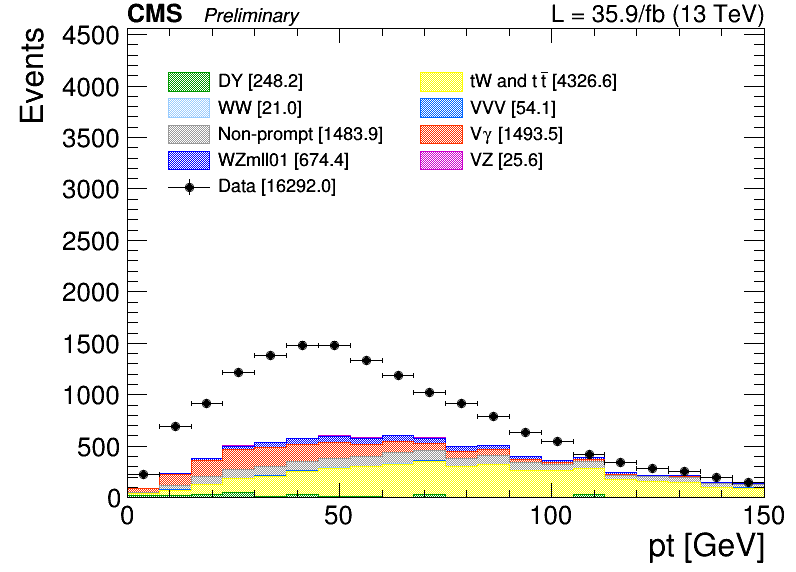 CMS Preliminary L = 35.9/fb (13 TeV)
Events
4500
4000
3500
3000
2500
2000
1500
1000
500
0
DY [248.2] tW and t t̅ [4326.6]
WW [21.0] VVV [54.1]
Non-prompt [1483.9] Vγ [1493.5]
WZmll01 [674.4] VZ [25.6]
Data [16292.0]
0 50 100 150
pt [GeV]